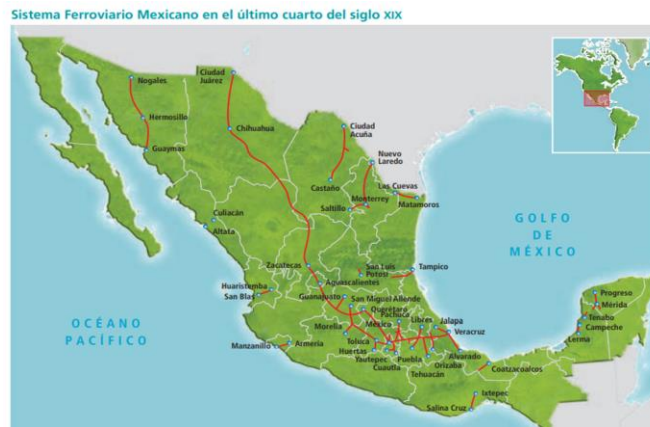 Sistema Ferroviario Mexicano en el último cuarto del siglo XIX
Nogales
Ciudad
Juárez
Hermosillo
Chihuahua
Guaymas
Ciudad
Acuña
Nuevo
Laredo
Castaño
Las Cuevas
Monterrey
Saltillo
Matamoros
Culiacán
Altata
GOLFO
DE
MÉXICO
Zacatecas
San Luis
Potosí
Tampico
Aguascalientes
Huaristemba
San Blas
Guanajuato
San Miguel Allende
Querétaro
Pachuca
Morelia
México
Libres
Jalapa
Veracruz
Toluca
Manzanillo
Armería
Huertas
Yautepec
Cuautla
Puebla
Tehuacán
Orizaba
Alvarado
Coatzacoalcos
Progreso
Mérida
Tenabo
Campeche
Lerma
OCÉANO
PACÍFICO
Ixtepec
Salina Cruz